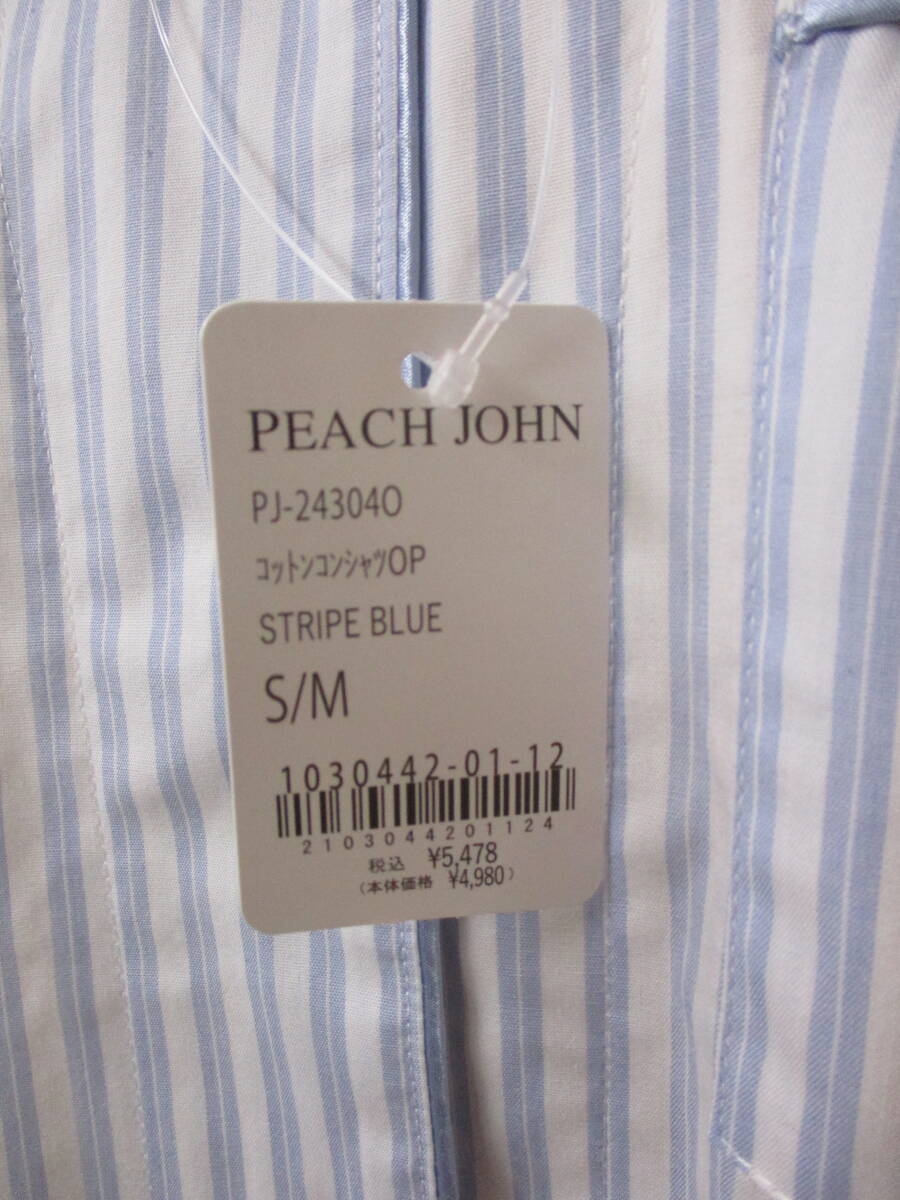 PEACH JOHN
PJ-24304O
ｺｯﾄﾝｺﾝｼｬﾂOP
STRIPE BLUE
S/M
1030442-01-12
2103044201124
税込 ¥5,478
(本体価格 ¥4,980)